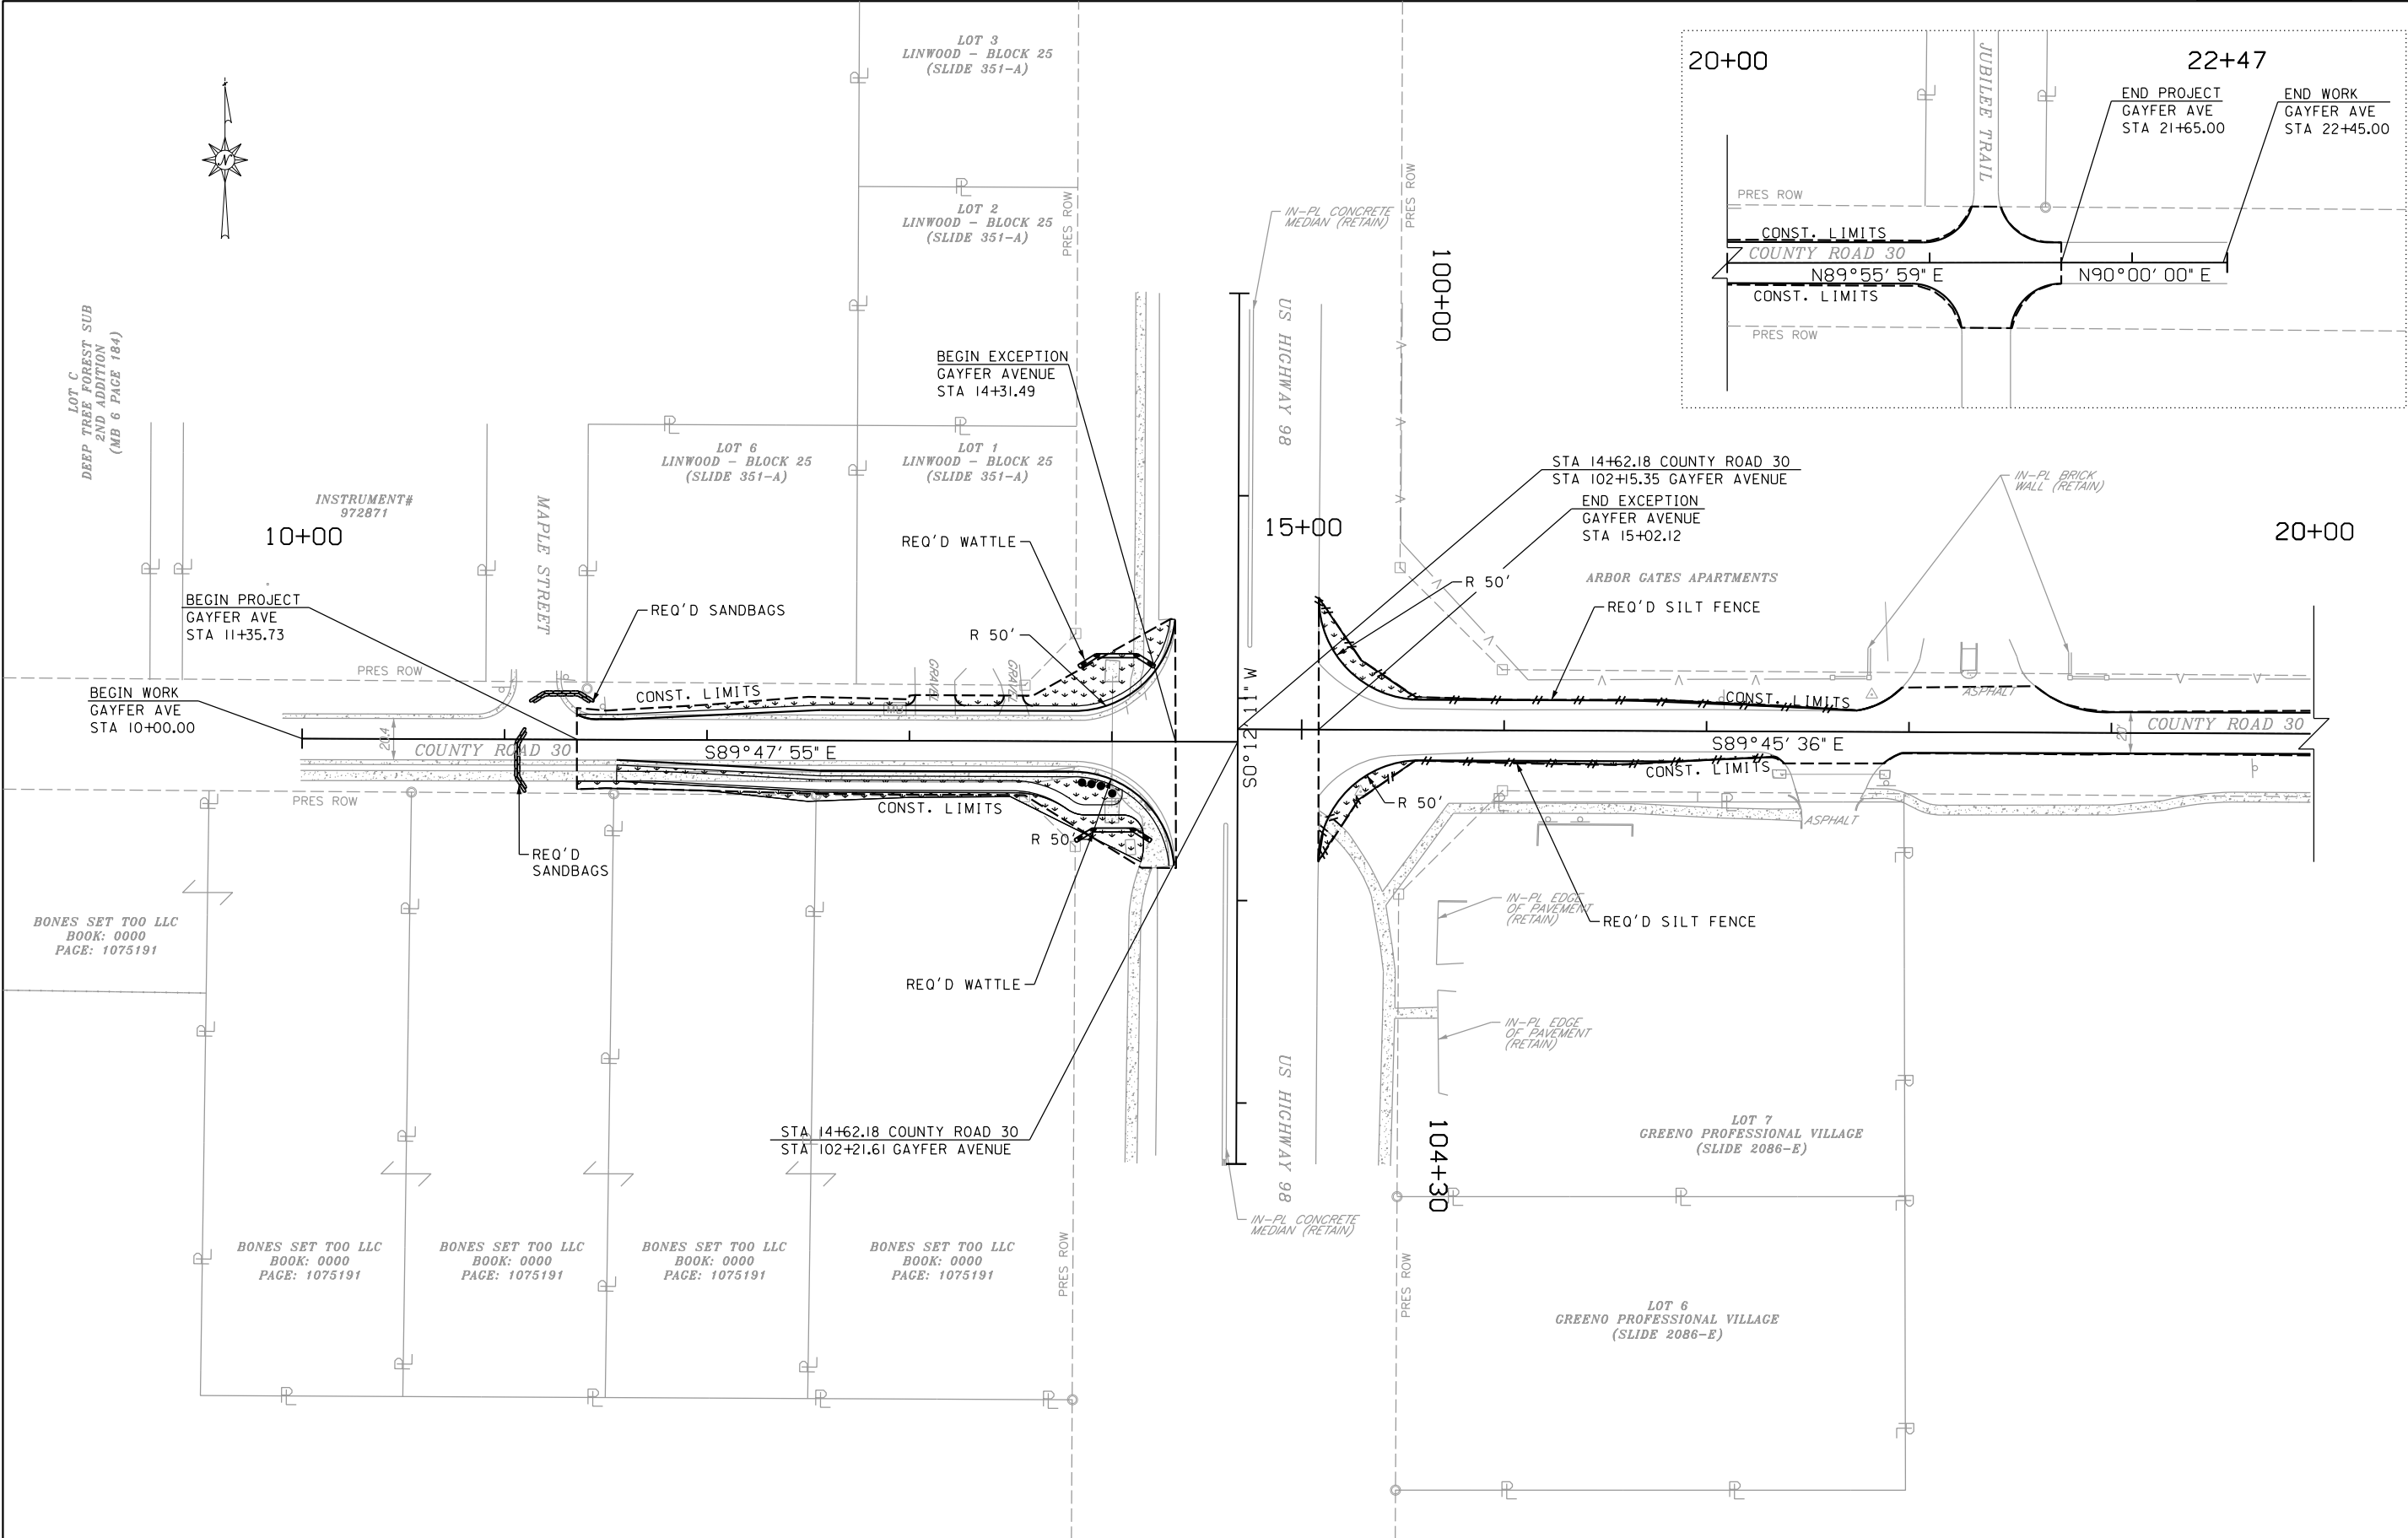 LOT 3
LINWOOD - BLOCK 25
(SLIDE 351-A)
20+00
JUBILEE TRAIL
22+47
END PROJECT
GAYFER AVE
STA 21+65.00
END WORK
GAYFER AVE
STA 22+45.00
PRES ROW
CONST. LIMITS
COUNTY ROAD 30
N89°55'59" E
N90°00'00" E
CONST. LIMITS
PRES ROW
N
LOT 2
LINWOOD - BLOCK 25
(SLIDE 351-A)
PRES ROW
IN-PL CONCRETE
MEDIAN (RETAIN)
PRES ROW
100+00
US HIGHWAY 98
LOT C
DEEP TREE FOREST SUB
2ND ADDITION
(MB 6 PAGE 184)
BEGIN EXCEPTION
GAYFER AVENUE
STA 14+31.49
LOT 6
LINWOOD - BLOCK 25
(SLIDE 351-A)
LOT 1
LINWOOD - BLOCK 25
(SLIDE 351-A)
STA 14+62.18 COUNTY ROAD 30
STA 102+15.35 GAYFER AVENUE
END EXCEPTION
GAYFER AVENUE
STA 15+02.12
IN-PL BRICK
WALL (RETAIN)
INSTRUMENT#
972871
10+00
MAPLE STREET
REQ'D WATTLE
15+00
20+00
R 50'
ARBOR GATES APARTMENTS
REQ'D SILT FENCE
BEGIN PROJECT
GAYFER AVE
STA 11+35.73
REQ'D SANDBAGS
R 50'
PRES ROW
GRAVEL
GRAVEL
BEGIN WORK
GAYFER AVE
STA 10+00.00
CONST. LIMITS
CONST. LIMITS
ASPHALT
20.4
COUNTY ROAD 30
S89°47'55" E
S0°12'11" W
S89°45'36" E
20'
COUNTY ROAD 30
PRES ROW
CONST. LIMITS
CONST. LIMITS
R 50'
R 50'
ASPHALT
REQ'D
SANDBAGS
BONES SET TOO LLC
BOOK: 0000
PAGE: 1075191
IN-PL EDGE
OF PAVEMENT
(RETAIN)
REQ'D SILT FENCE
REQ'D WATTLE
IN-PL EDGE
OF PAVEMENT
(RETAIN)
US HIGHWAY 98
STA 14+62.18 COUNTY ROAD 30
STA 102+21.61 GAYFER AVENUE
104+30
LOT 7
GREENO PROFESSIONAL VILLAGE
(SLIDE 2086-E)
IN-PL CONCRETE
MEDIAN (RETAIN)
BONES SET TOO LLC
BOOK: 0000
PAGE: 1075191
BONES SET TOO LLC
BOOK: 0000
PAGE: 1075191
BONES SET TOO LLC
BOOK: 0000
PAGE: 1075191
BONES SET TOO LLC
BOOK: 0000
PAGE: 1075191
PRES ROW
PRES ROW
LOT 6
GREENO PROFESSIONAL VILLAGE
(SLIDE 2086-E)